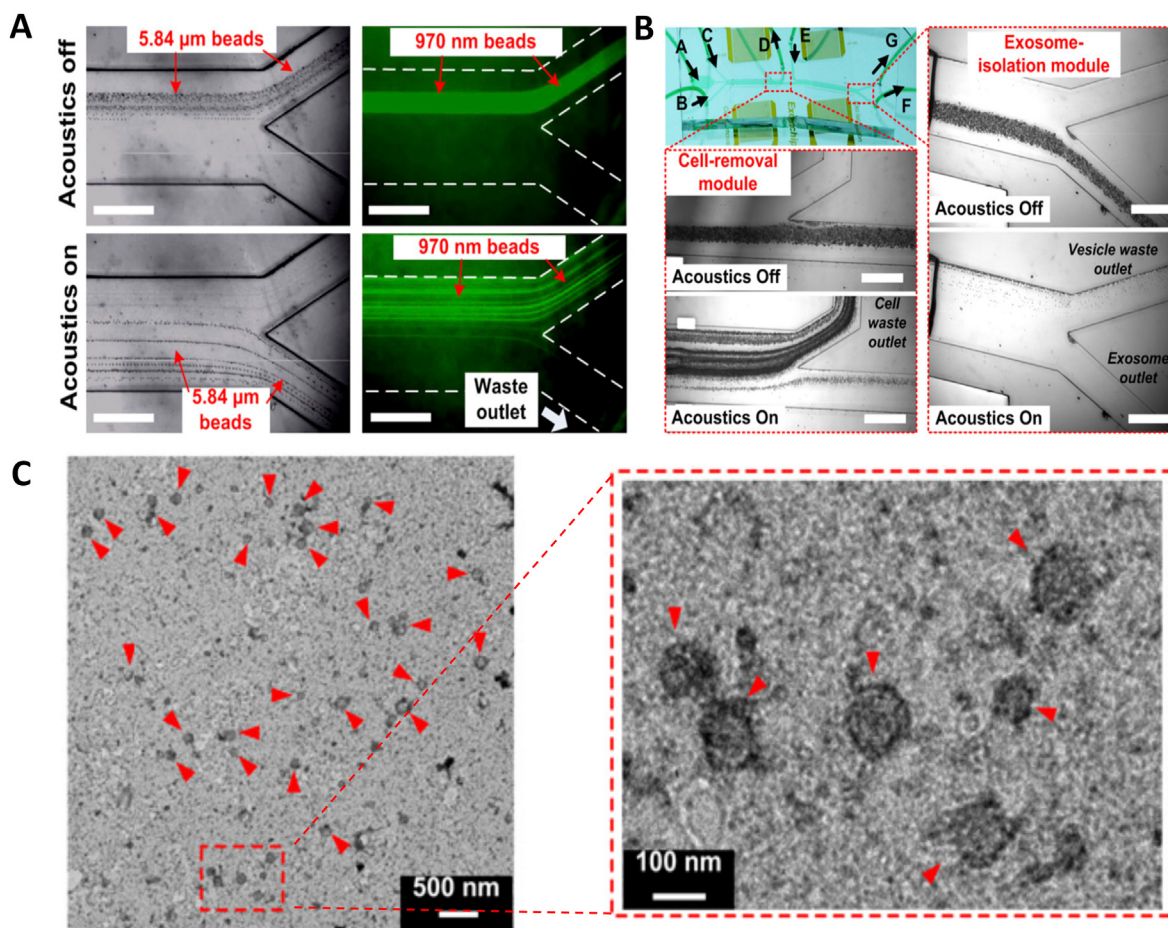 A
Acoustics off
5.84 μm beads
970 nm beads
Acoustics on
5.84 μm
beads
970 nm beads
Waste
outlet
B
A
C
D
E
G
B
F
Exosome-
isolation module
Cell-removal
module
Acoustics Off
Acoustics Off
Cell
waste
outlet
Acoustics On
Vesicle waste
outlet
Exosome
outlet
Acoustics On
C
500 nm
100 nm